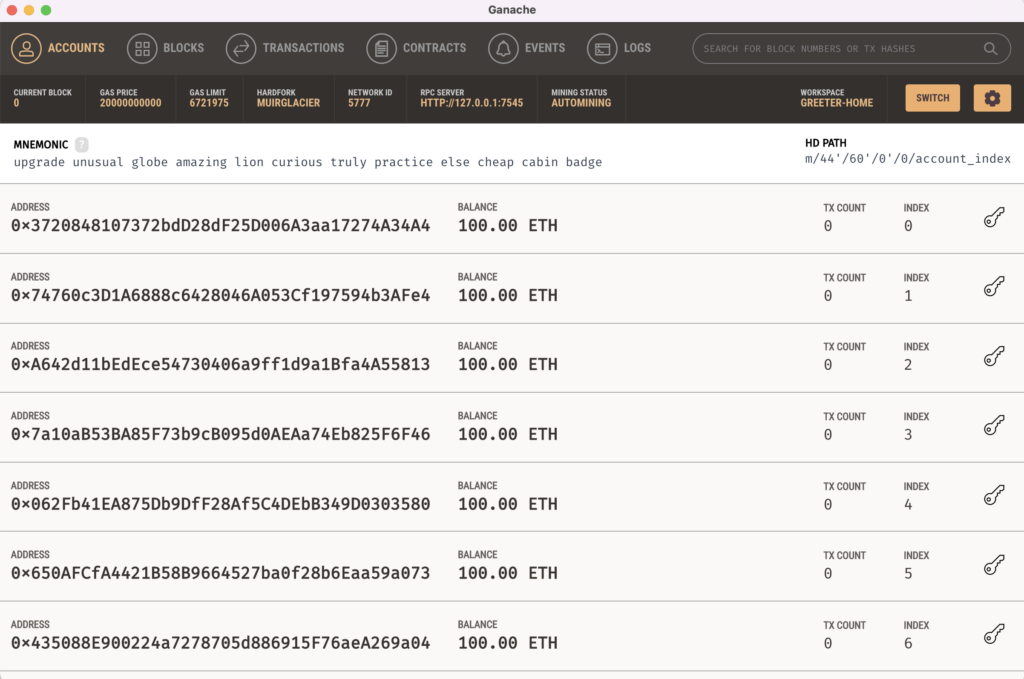 Ganache
ACCOUNTS BLOCKS TRANSACTIONS CONTRACTS EVENTS LOGS SEARCH FOR BLOCK NUMBERS OR TX HASHES
CURRENT BLOCK GAS PRICE GAS LIMIT HARDFORK NETWORK ID RPC SERVER MINING STATUS WORKSPACE
0 20000000000 6721975 MUIRGLACIER 5777 HTTP://127.0.0.1:7545 AUTOMINING GREETER-HOME SWITCH
MNEMONIC ? HD PATH
upgrade unusual globe amazing lion curious truly practice else cheap cabin badge m/44'/60'/0'/0/account_index
ADDRESS BALANCE TX COUNT INDEX
0×3720848107372bdD28dF25D006A3aa17274A34A4 100.00 ETH 0 0
ADDRESS BALANCE TX COUNT INDEX
0×74760c3D1A6888c6428046A053Cf197594b3AFe4 100.00 ETH 0 1
ADDRESS BALANCE TX COUNT INDEX
0×A642d11bEdEce54730406a9ff1d9a1Bfa4A55813 100.00 ETH 0 2
ADDRESS BALANCE TX COUNT INDEX
0×7a10aB53BA85F73b9cB095d0AEAa74Eb825F6F46 100.00 ETH 0 3
ADDRESS BALANCE TX COUNT INDEX
0×062Fb41EA875Db9DfF28Af5C4DEbB349D0303580 100.00 ETH 0 4
ADDRESS BALANCE TX COUNT INDEX
0×650AFCfA4421B58B9664527ba0f28b6Eaa59a073 100.00 ETH 0 5
ADDRESS BALANCE TX COUNT INDEX
0×435088E900224a7278705d886915F76aeA269a04 100.00 ETH 0 6